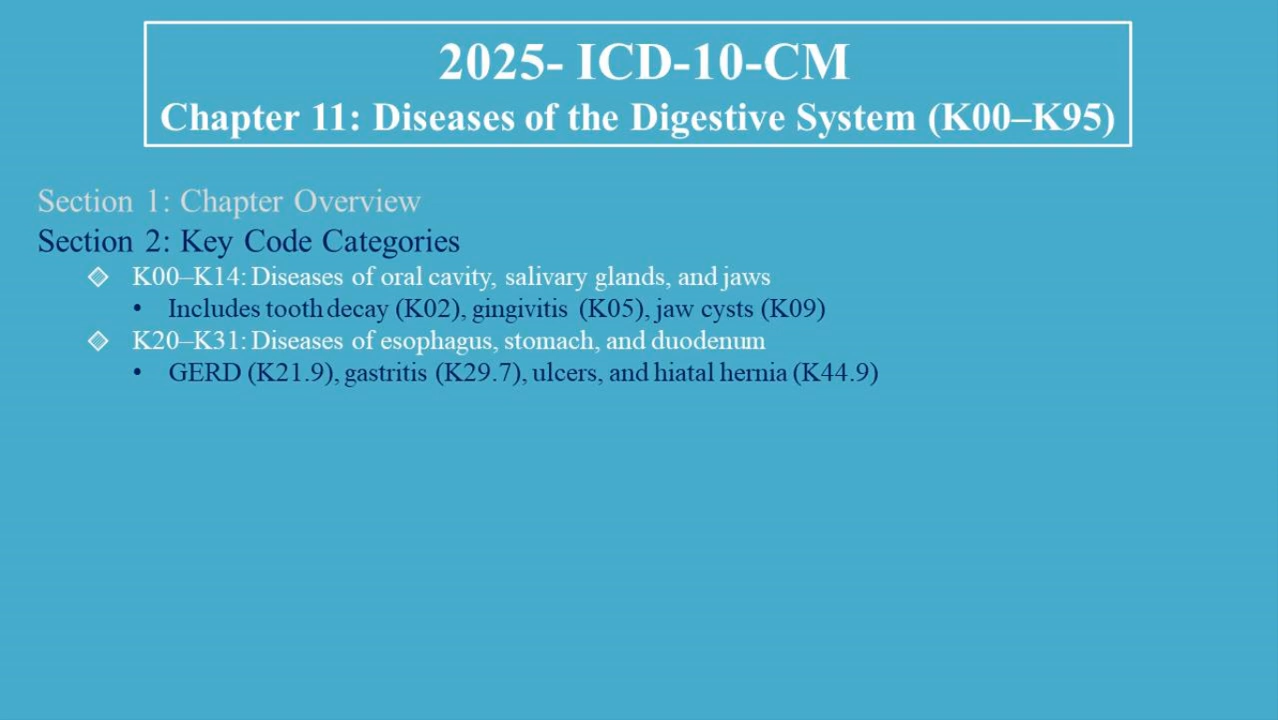 2025- ICD-10-CM
Chapter 11: Diseases of the Digestive System (K00–K95)
Section 1: Chapter Overview
Section 2: Key Code Categories
K00–K14: Diseases of oral cavity, salivary glands, and jaws
• Includes tooth decay (K02), gingivitis (K05), jaw cysts (K09)
K20–K31: Diseases of esophagus, stomach, and duodenum
• GERD (K21.9), gastritis (K29.7), ulcers, and hiatal hernia (K44.9)